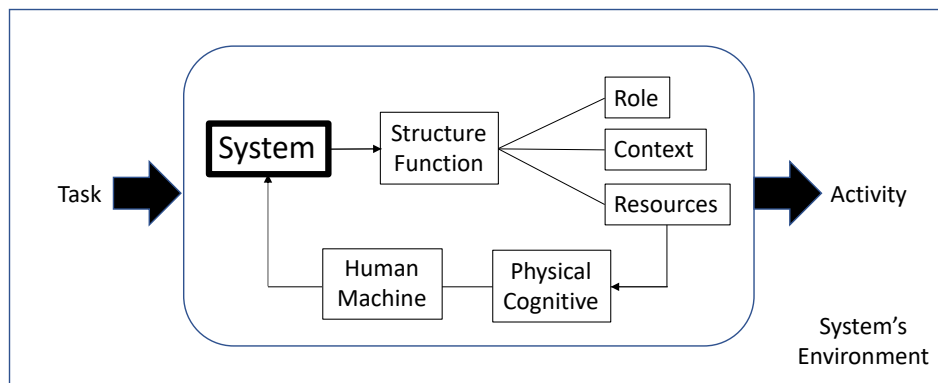 Task
System
Structure
Function
Role
Context
Resources
Human
Machine
Physical
Cognitive
Activity
System’s
Environment